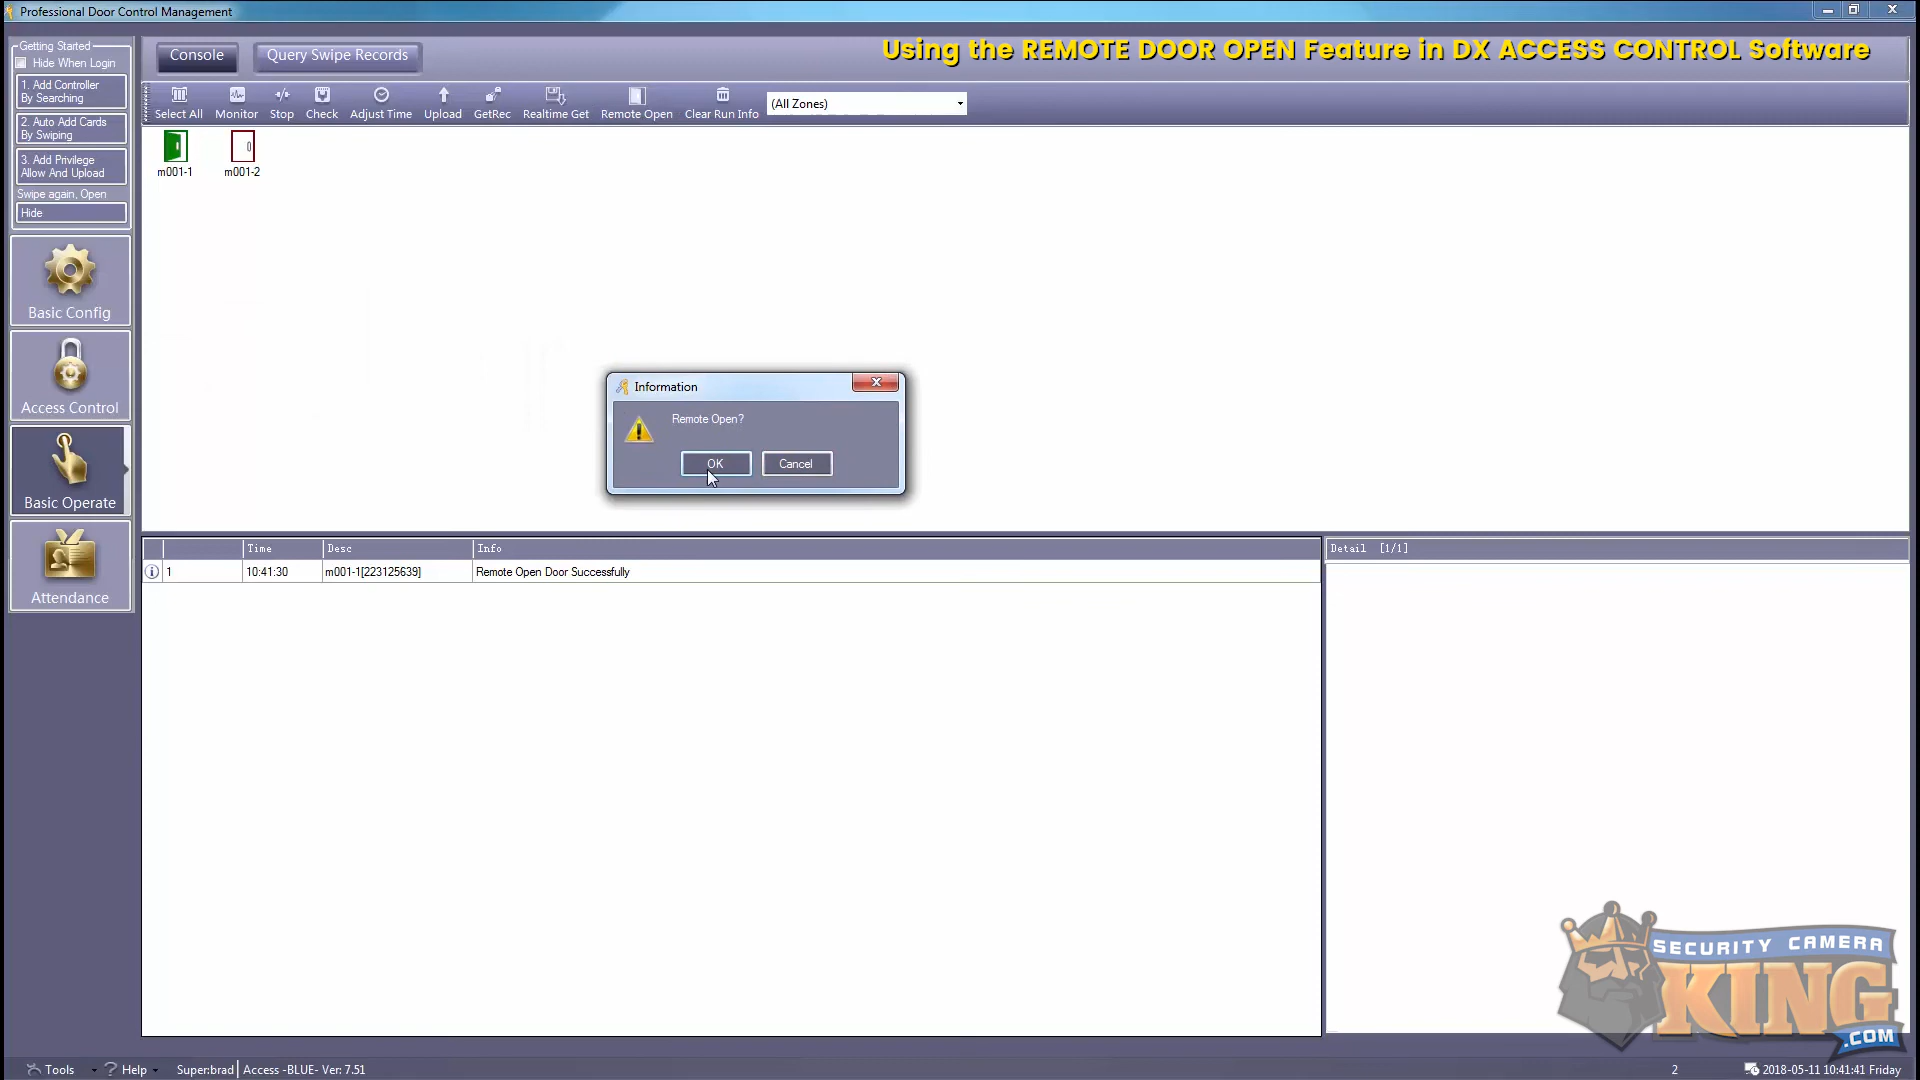 Professional Door Control Management
Getting Started
Hide When Login
1. Add Controller
By Searching
2. Auto Add Cards
By Swiping
3. Add Privilege
Allow And Upload
Swipe again, Open
Hide
Basic Config
Access Control
Basic Operate
Attendance
Console
Query Swipe Records
Using the REMOTE DOOR OPEN Feature in DX ACCESS CONTROL Software
Select All
Monitor
Stop
Check
Adjust Time
Upload
GetRec
Realtime Get
Remote Open
Clear Run Info
(All Zones)
m001-1
m001-2
Information
Remote Open?
OK
Cancel
Time Desc Info
1 10:41:30 m001-1[223125639] Remote Open Door Successfully
Detail [1/1]
SECURITY CAMERA
KING
.COM
Tools
Help
Super:brad
Access -BLUE- Ver: 7.51
2
2018-05-11 10:41:41 Friday